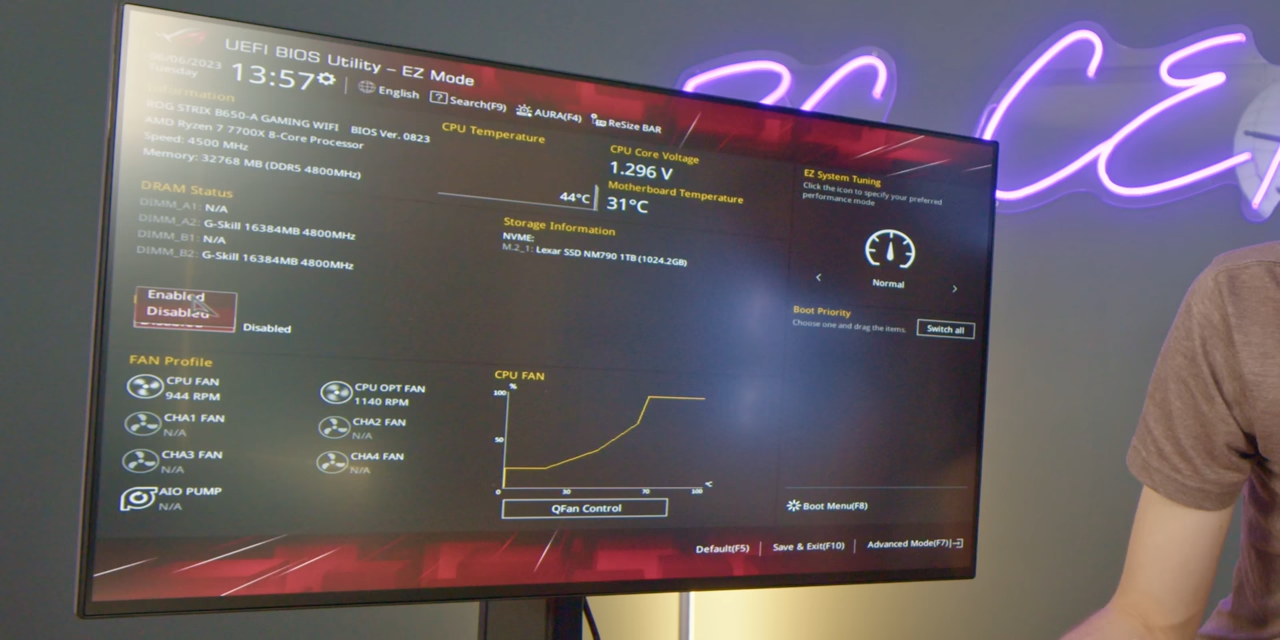 UEFI BIOS Utility – EZ Mode
06/06/2023
Tuesday
13:57
English
Search(F9)
AURA(F4)
ReSize BAR
Information
ROG STRIX B650-A GAMING WIFI BIOS Ver. 0823
AMD Ryzen 7 7700X 8-Core Processor
Speed: 4500 MHz
Memory: 32768 MB (DDR5 4800MHz)
CPU Temperature
44°C
CPU Core Voltage
1.296 V
Motherboard Temperature
31°C
DRAM Status
DIMM_A1: N/A
DIMM_A2: G-Skill 16384MB 4800MHz
DIMM_B1: N/A
DIMM_B2: G-Skill 16384MB 4800MHz
Storage Information
NVME:
M.2_1: Lexar SSD NM790 1TB (1024.2GB)
Enabled
Disabled
Disabled
FAN Profile
CPU FAN
944 RPM
CPU OPT FAN
1140 RPM
CHA1 FAN
N/A
CHA2 FAN
N/A
CHA3 FAN
N/A
CHA4 FAN
N/A
AIO PUMP
N/A
CPU FAN
%
100
50
0 30 70 100
°C
QFan Control
EZ System Tuning
Click the icon to specify your preferred
performance mode
Normal
Boot Priority
Choose one and drag the items.
Switch all
Boot Menu(F8)
Default(F5)
Save & Exit(F10)
Advanced Mode(F7)